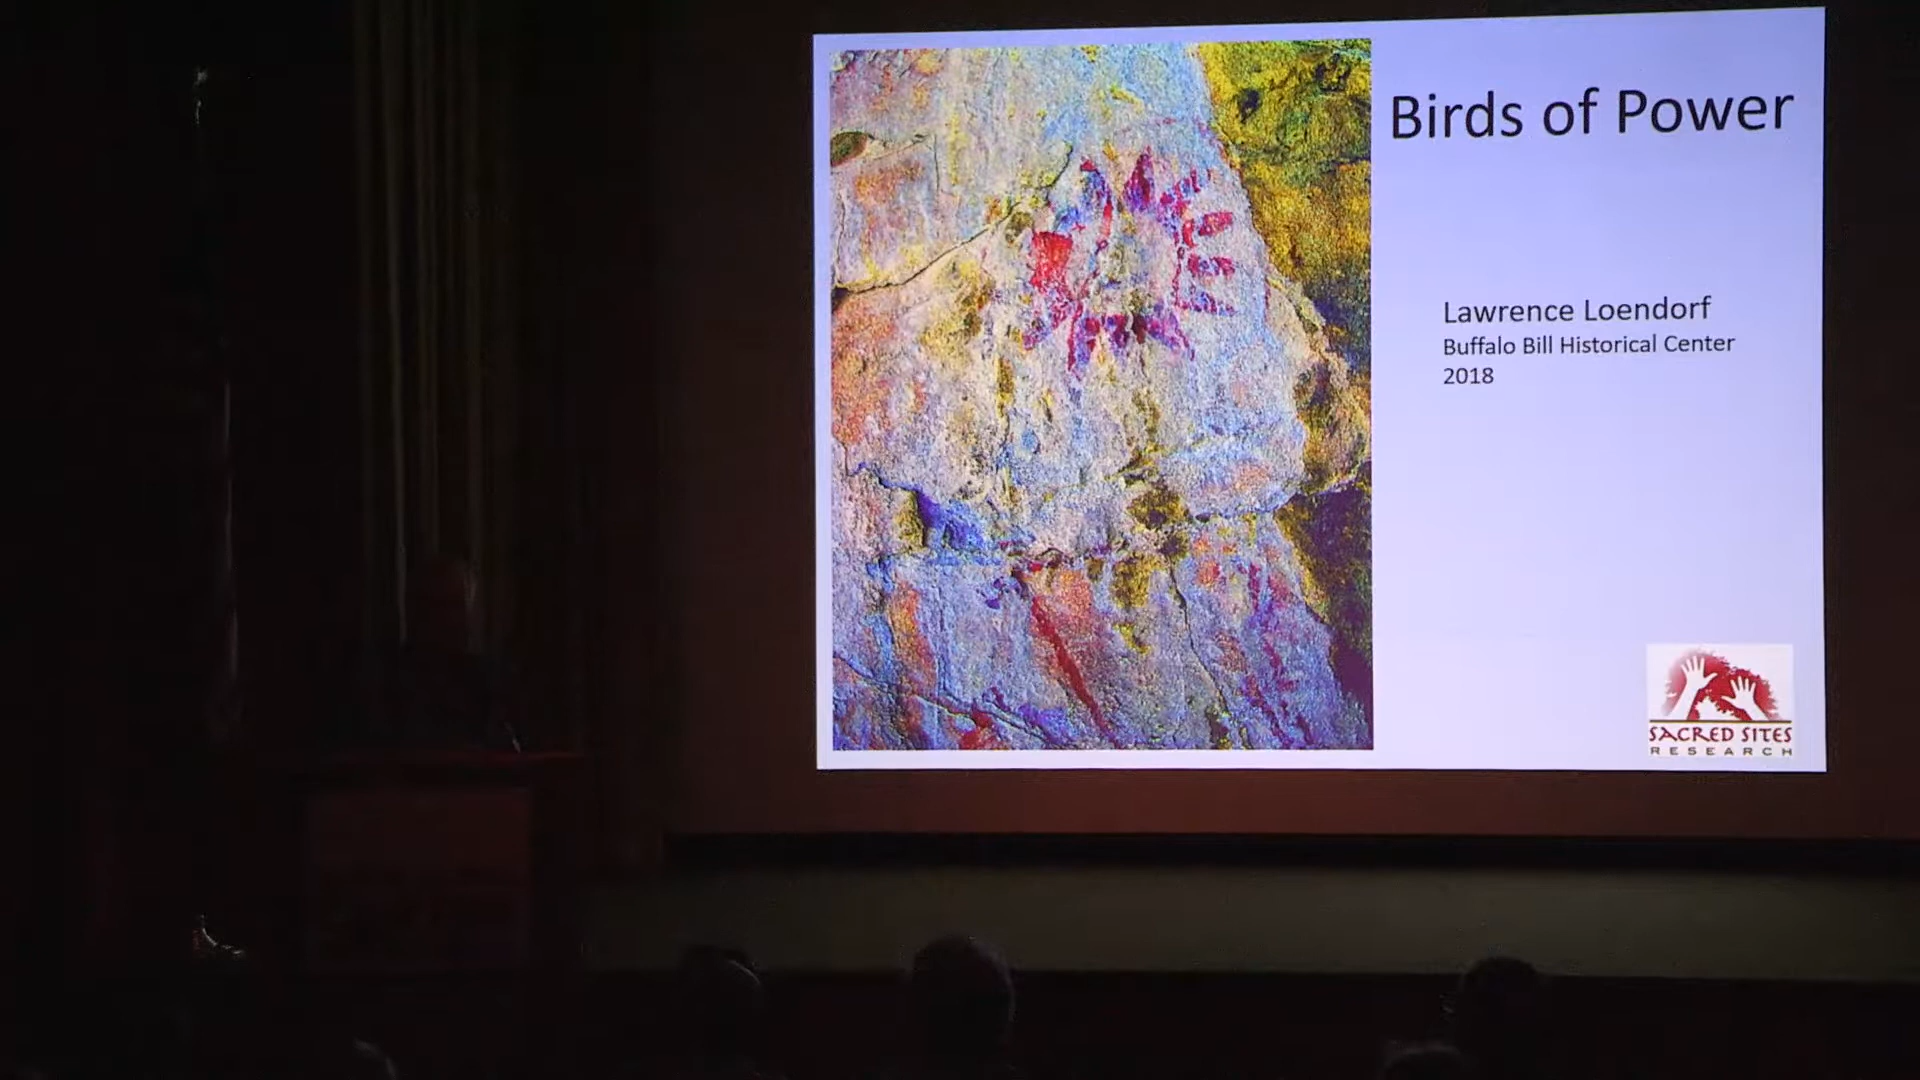 Birds of Power
Lawrence Loendorf
Buffalo Bill Historical Center
2018
SACRED SITES
RESEARCH